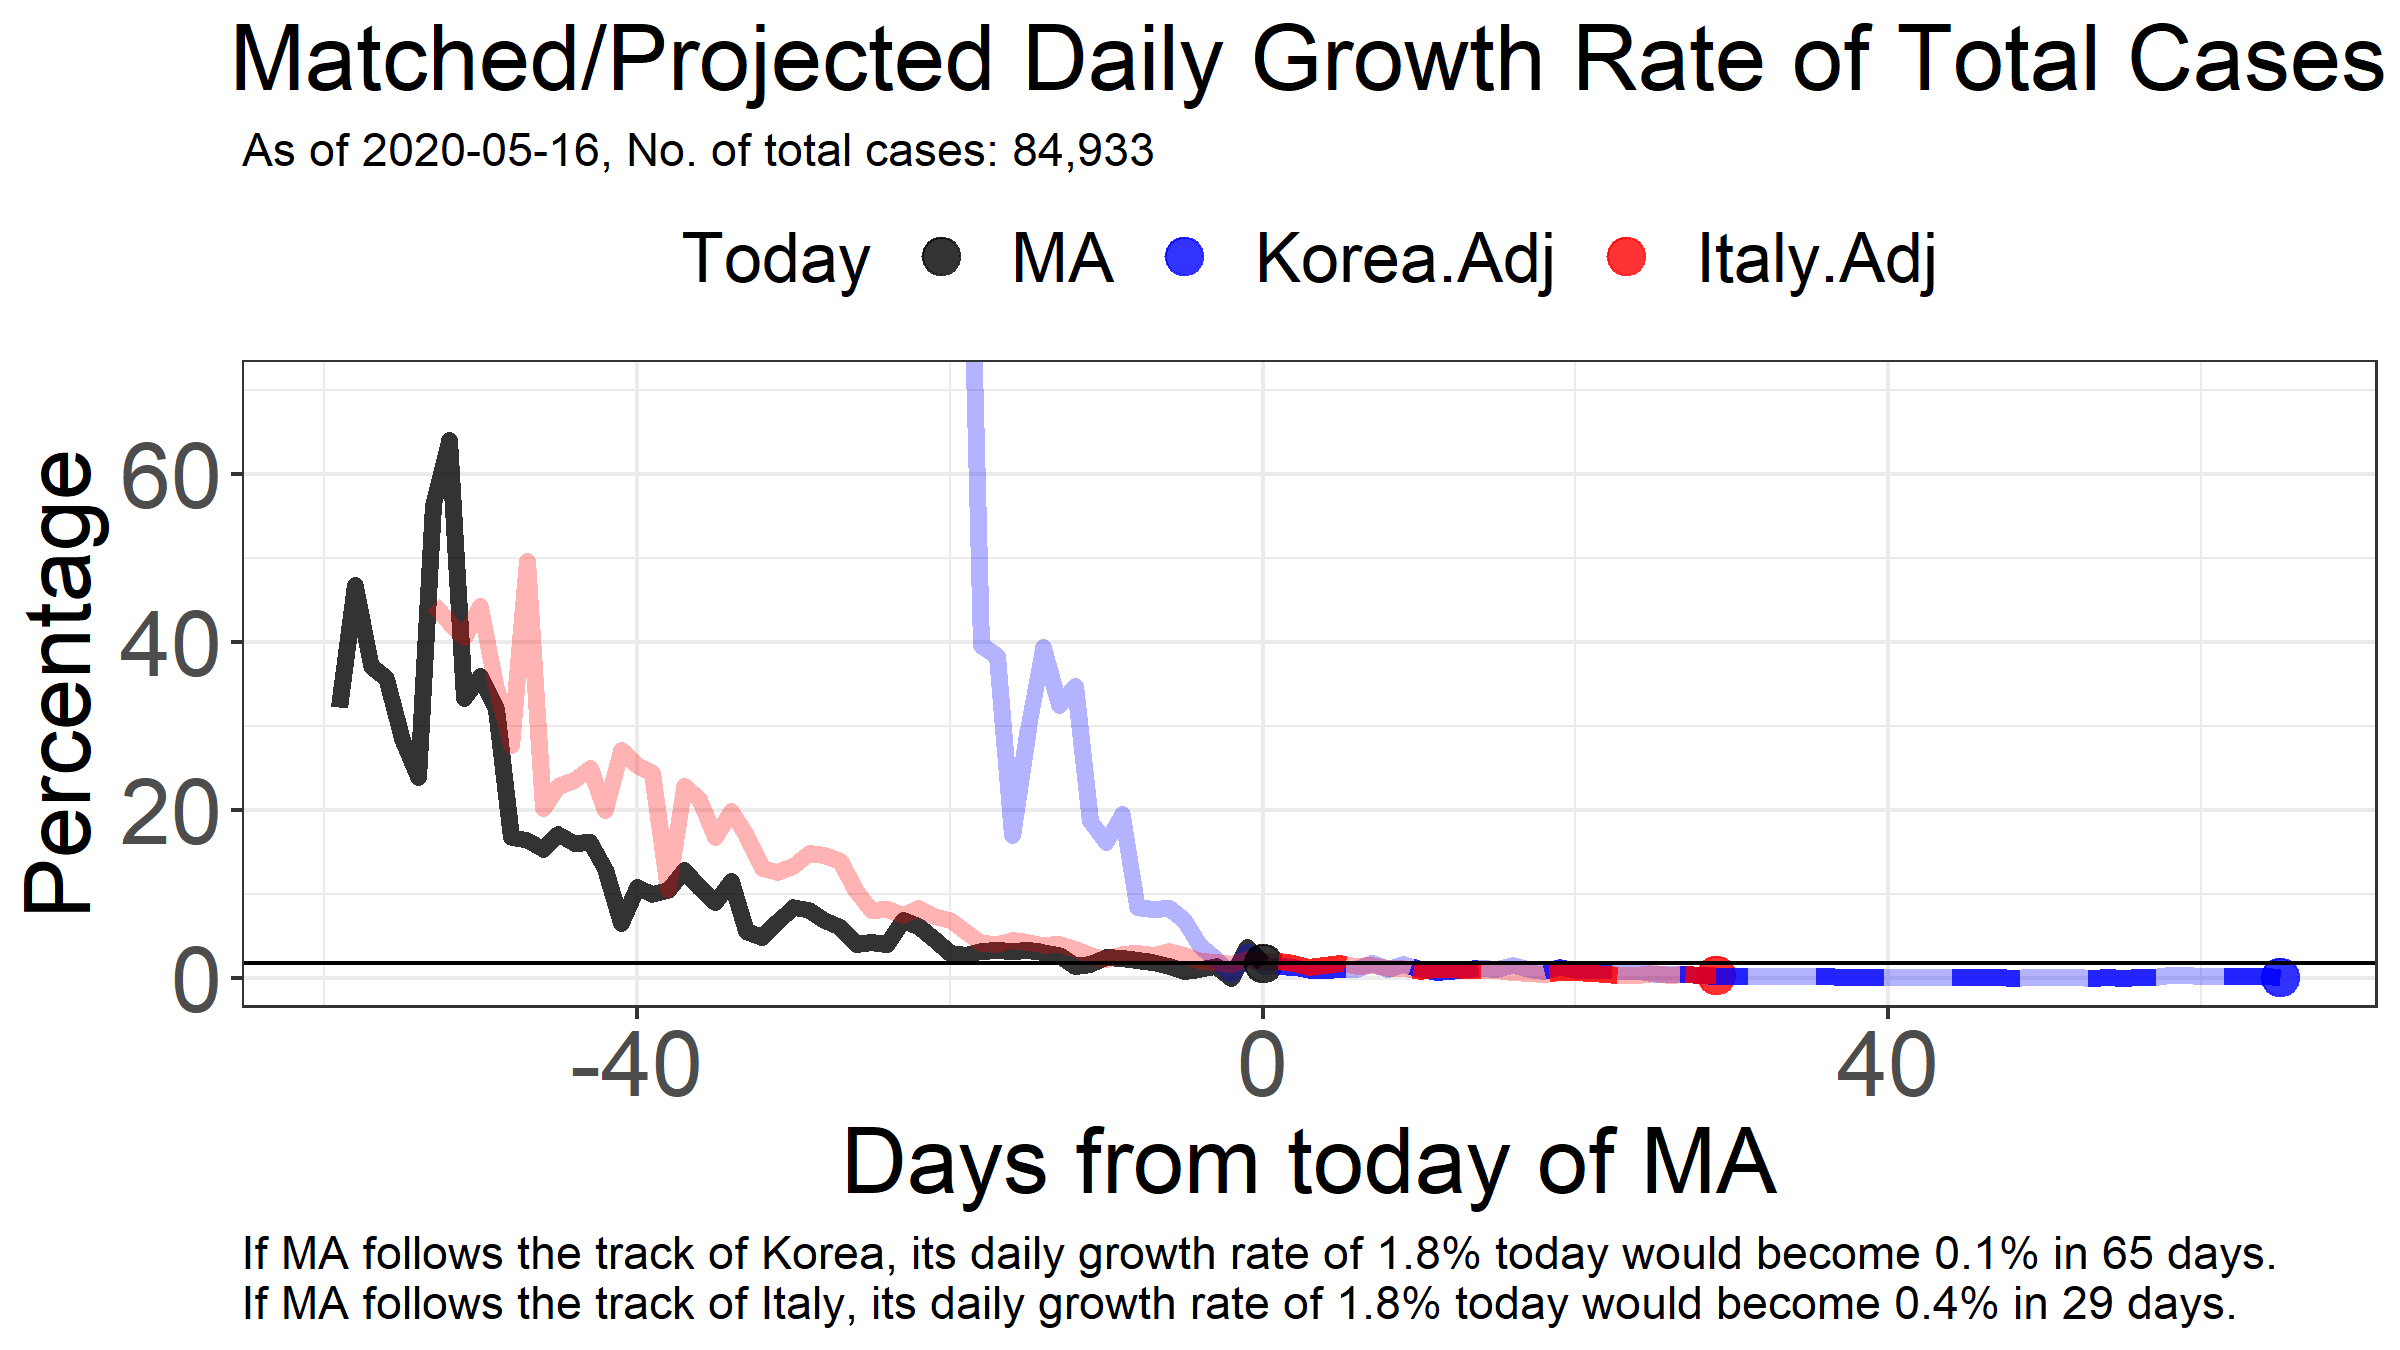 Matched/Projected Daily Growth Rate of Total Cases
As of 2020-05-16, No. of total cases: 84,933
Today MA Korea.Adj Italy.Adj
Percentage
60
40
20
0
-40 0 40
Days from today of MA
If MA follows the track of Korea, its daily growth rate of 1.8% today would become 0.1% in 65 days.
If MA follows the track of Italy, its daily growth rate of 1.8% today would become 0.4% in 29 days.